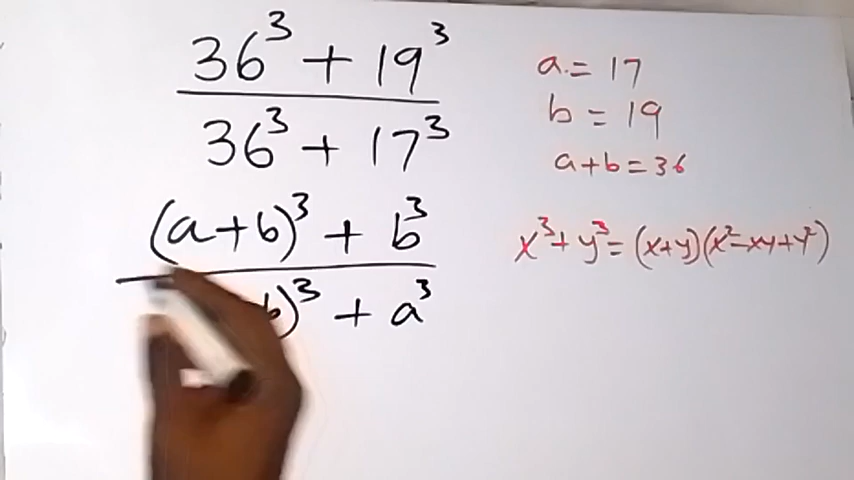 36³ + 19³
36³ + 17³
a = 17
b = 19
a+b = 36
(a+b)³ + b³
b)³ + a³
x³+y³ = (x+y)(x²-xy+y²)